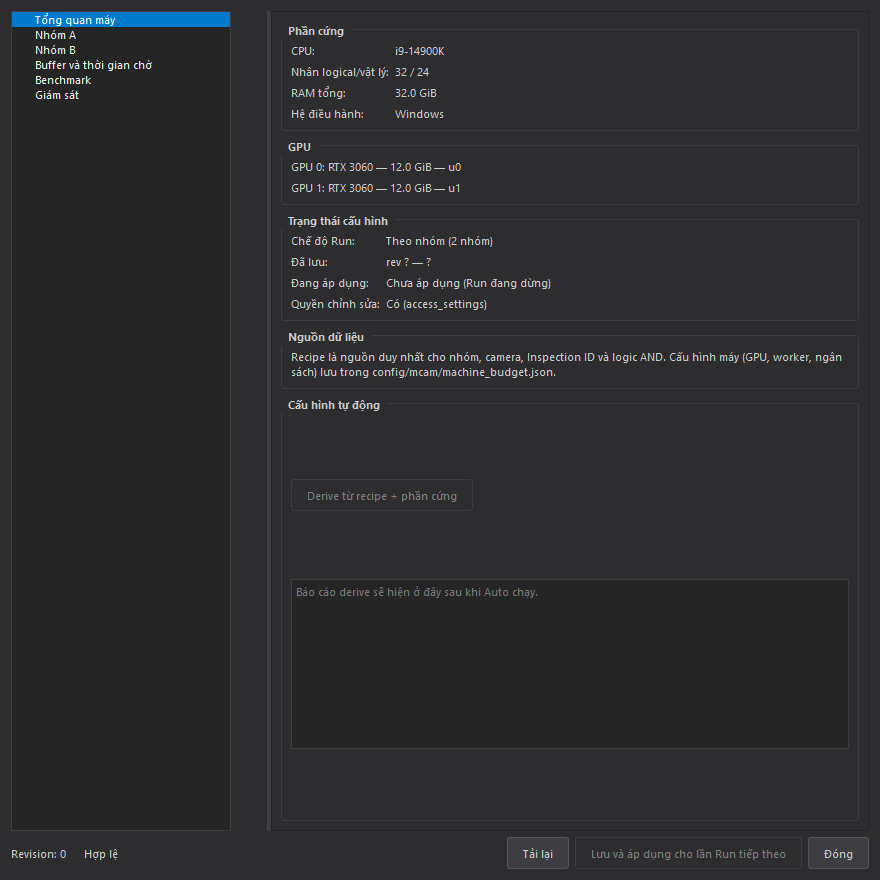 Tổng quan máy
Nhóm A
Nhóm B
Buffer và thời gian chờ
Benchmark
Giám sát
Phần cứng
CPU: i9-14900K
Nhân logical/vật lý: 32 / 24
RAM tổng: 32.0 GiB
Hệ điều hành: Windows
GPU
GPU 0: RTX 3060 — 12.0 GiB — u0
GPU 1: RTX 3060 — 12.0 GiB — u1
Trạng thái cấu hình
Chế độ Run: Theo nhóm (2 nhóm)
Đã lưu: rev ? — ?
Đang áp dụng: Chưa áp dụng (Run đang dừng)
Quyền chỉnh sửa: Có (access_settings)
Nguồn dữ liệu
Recipe là nguồn duy nhất cho nhóm, camera, Inspection ID và logic AND. Cấu hình máy (GPU, worker, ngân
sách) lưu trong config/mcam/machine_budget.json.
Cấu hình tự động
Derive từ recipe + phần cứng
Báo cáo derive sẽ hiện ở đây sau khi Auto chạy.
Revision: 0 Hợp lệ
Tải lại
Lưu và áp dụng cho lần Run tiếp theo
Đóng